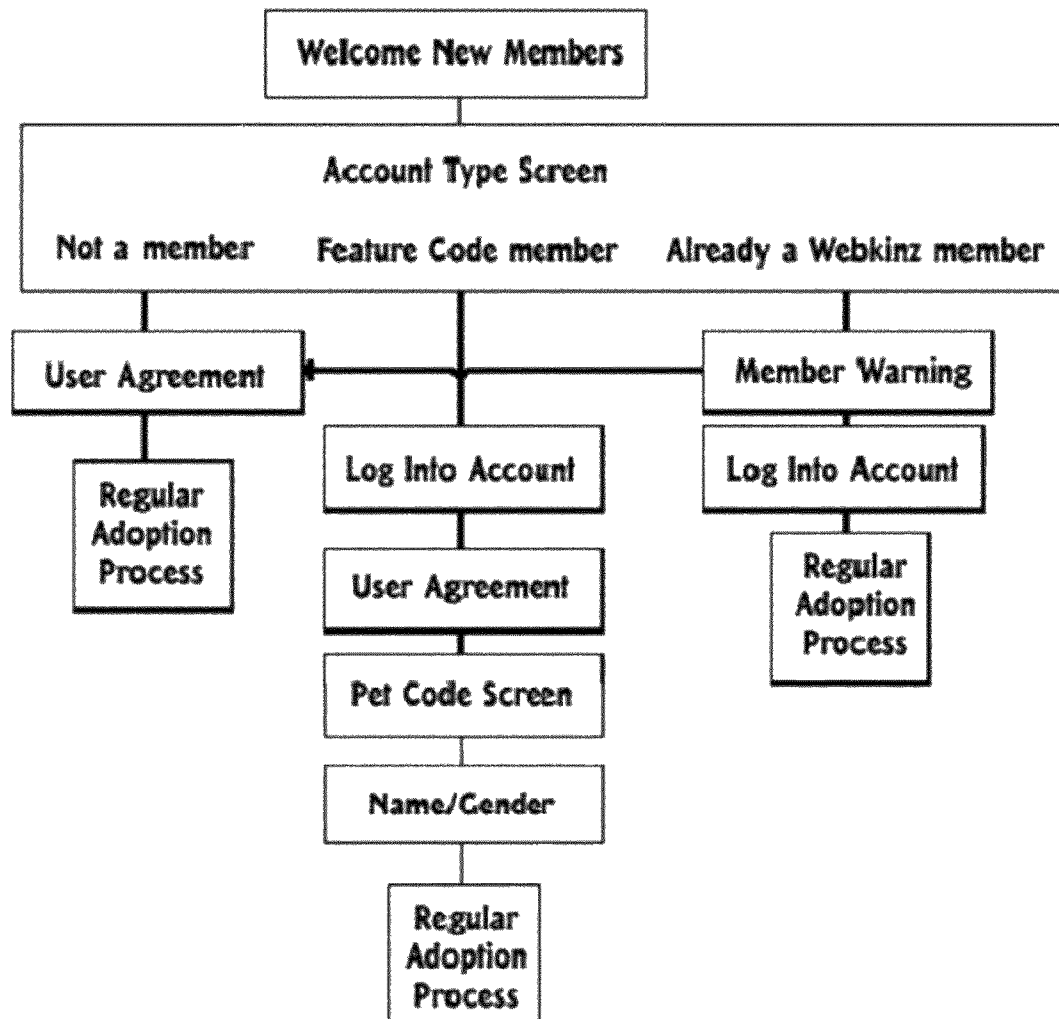 Welcome New Members
Account Type Screen
Not a member
Feature Code member
Already a Webkinz member
User Agreement
Member Warning
Regular
Adoption
Process
Log Into Account
Log Into Account
User Agreement
Regular
Adoption
Process
Pet Code Screen
Name/Gender
Regular
Adoption
Process